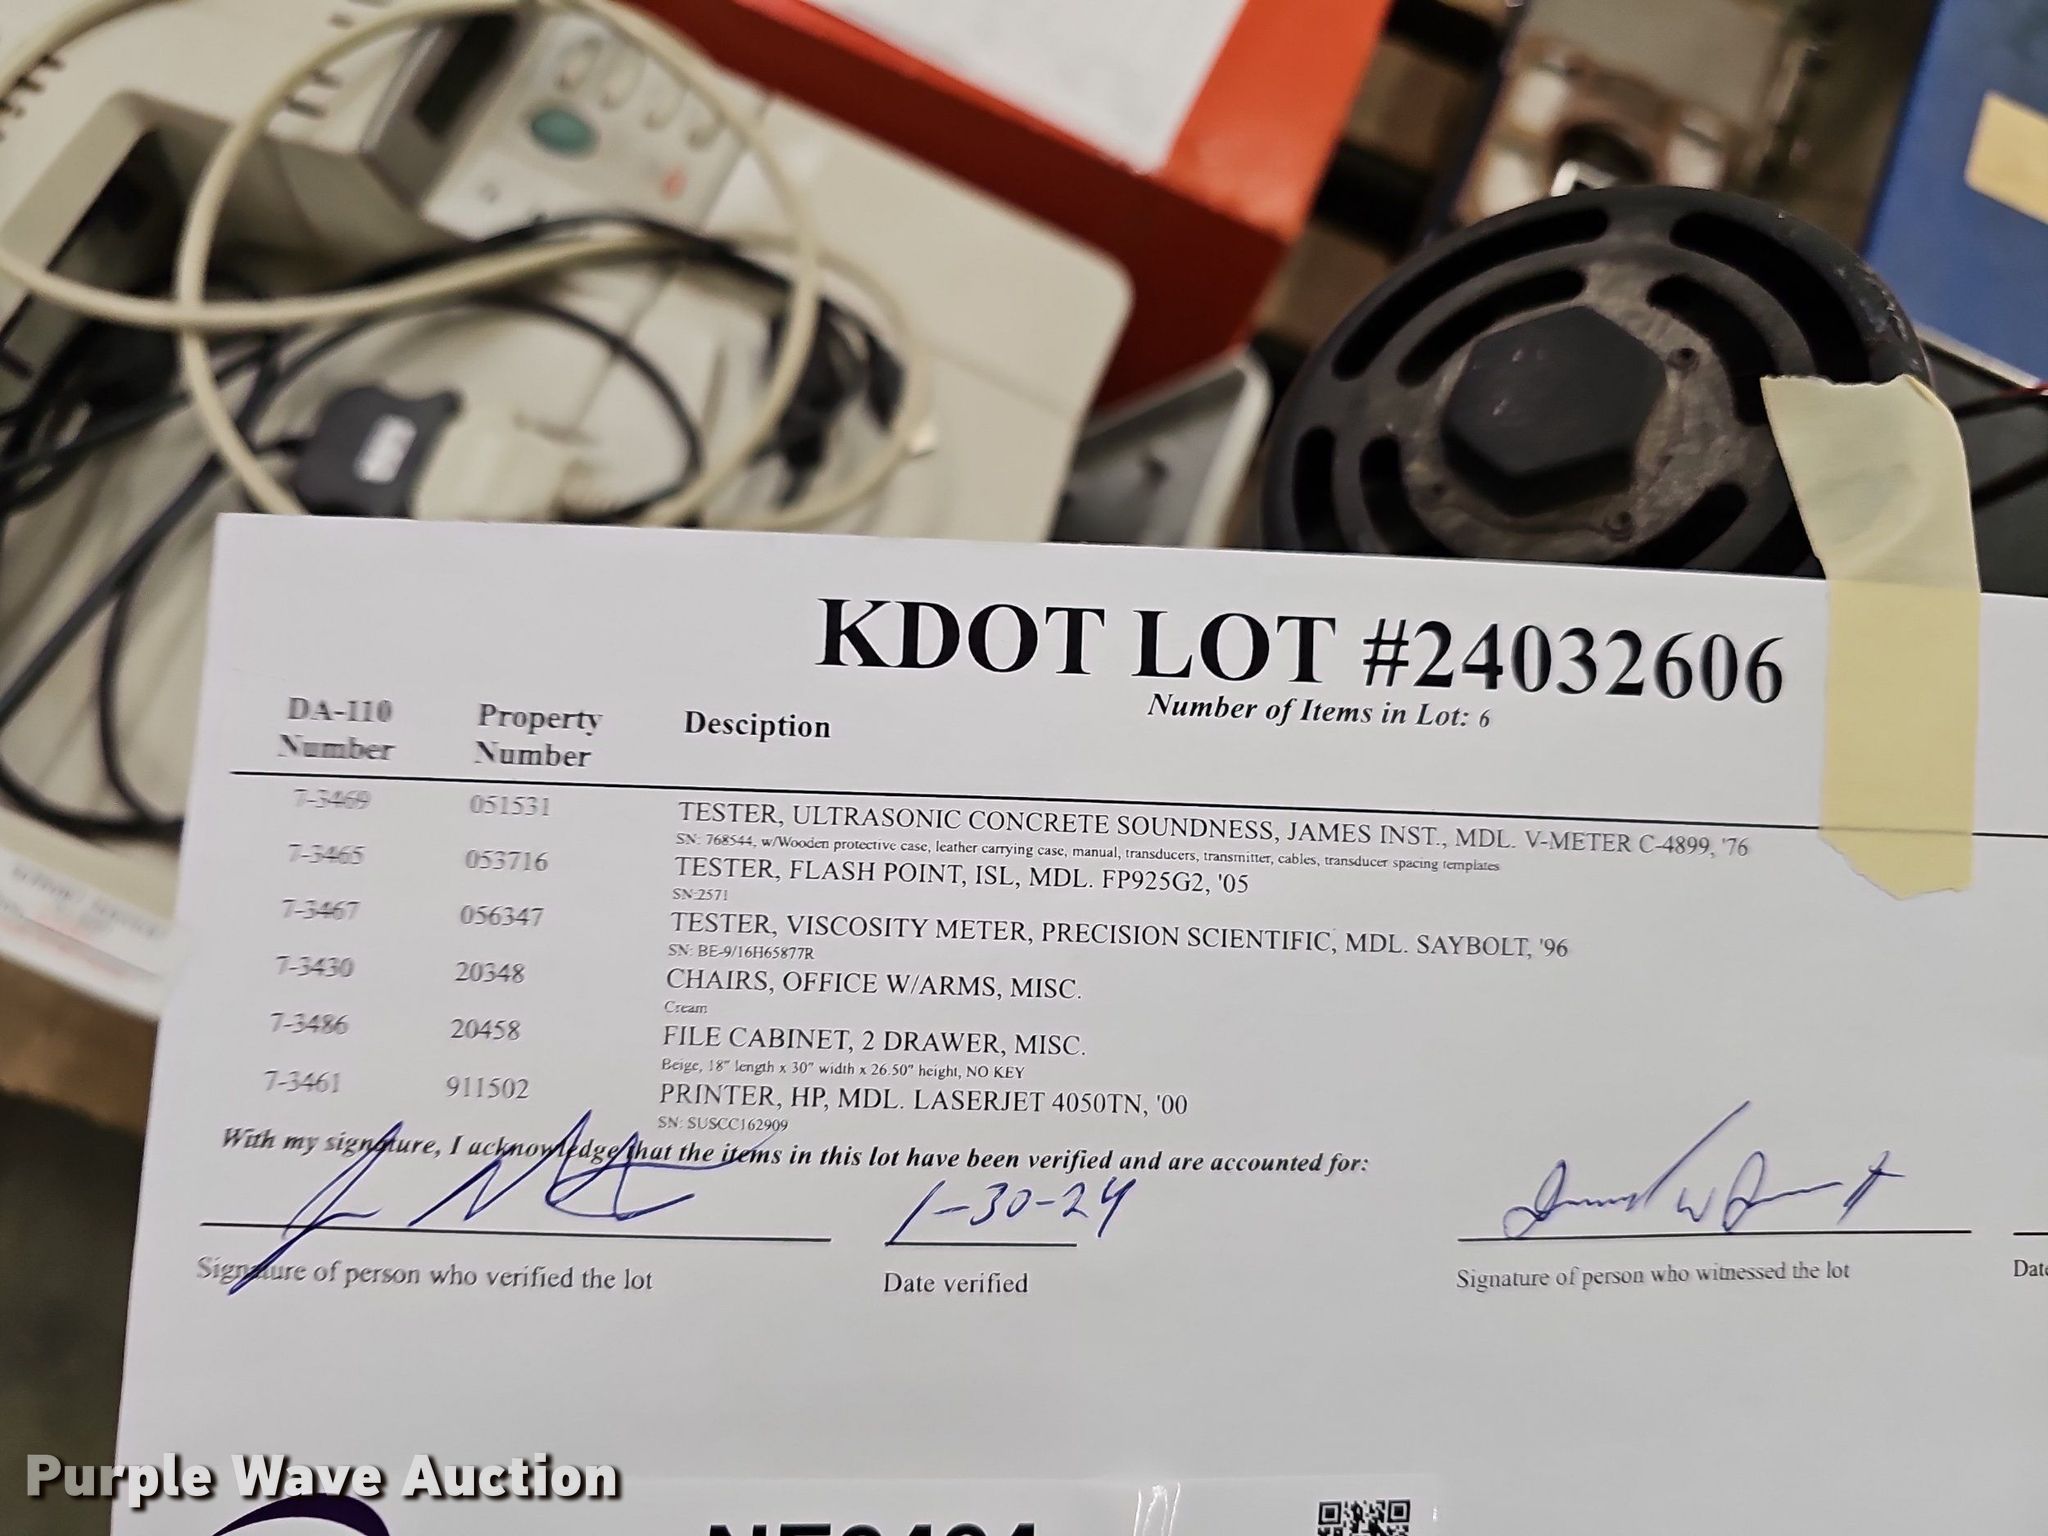 KDOT LOT #24032606
Number of Items in Lot: 6
DA-110 Number Property Number Desciption
7-3469 051531 TESTER, ULTRASONIC CONCRETE SOUNDNESS, JAMES INST., MDL. V-METER C-4899, '76
SN: 768544, w/Wooden protective case, leather carrying case, manual, transducers, transmitter, cables, transducer spacing templates
7-3465 053716 TESTER, FLASH POINT, ISL, MDL. FP925G2, '05
SN:2571
7-3467 056347 TESTER, VISCOSITY METER, PRECISION SCIENTIFIC, MDL. SAYBOLT, '96
SN: BE-9/16H65877R
7-3430 20348 CHAIRS, OFFICE W/ARMS, MISC.
Cream
7-3486 20458 FILE CABINET, 2 DRAWER, MISC.
Beige, 18" length x 30" width x 26.50" height, NO KEY
7-3461 911502 PRINTER, HP, MDL. LASERJET 4050TN, '00
SN: SUSCC162909
With my signature, I acknowledge that the items in this lot have been verified and are accounted for:
1-30-24
Signature of person who verified the lot Date verified Signature of person who witnessed the lot Date
Purple Wave Auction